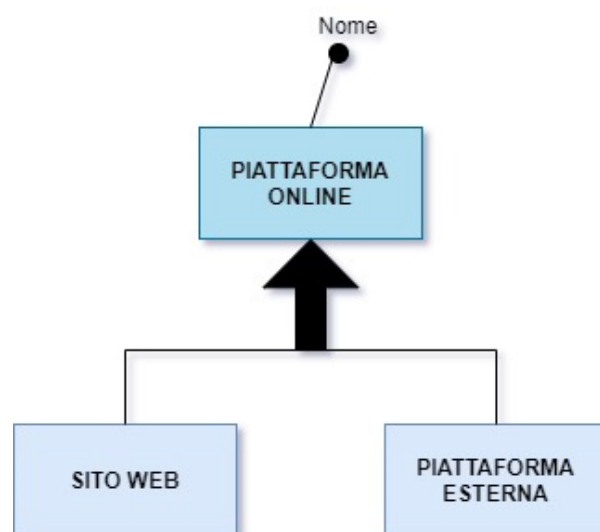 Nome
PIATTAFORMA
ONLINE
SITO WEB
PIATTAFORMA
ESTERNA